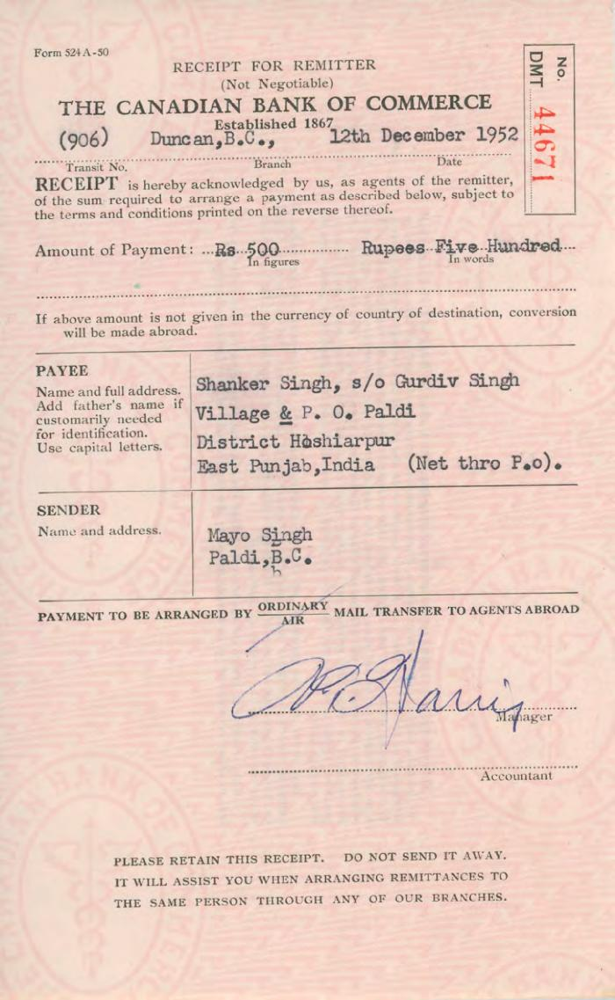 Form 524 A-50
No.
DMT 44671
RECEIPT FOR REMITTER
(Not Negotiable)
THE CANADIAN BANK OF COMMERCE
Established 1867
(906) Duncan,B.C., 12th December 1952
Transit No. Branch Date
RECEIPT is hereby acknowledged by us, as agents of the remitter,
of the sum required to arrange a payment as described below, subject to
the terms and conditions printed on the reverse thereof.
Amount of Payment: Rs 500 Rupees Five Hundred
In figures In words
If above amount is not given in the currency of country of destination, conversion
will be made abroad.
PAYEE
Name and full address.
Add father's name if
customarily needed
for identification.
Use capital letters.
Shanker Singh, s/o Gurdiv Singh
Village & P. O. Paldi
District Hoshiarpur
East Punjab,India (Net thro P.o).
SENDER
Name and address.
Mayo Singh
Paldi,B.C.
h
PAYMENT TO BE ARRANGED BY ORDINARY
AIR MAIL TRANSFER TO AGENTS ABROAD
Harris
Manager
Accountant
PLEASE RETAIN THIS RECEIPT. DO NOT SEND IT AWAY.
IT WILL ASSIST YOU WHEN ARRANGING REMITTANCES TO
THE SAME PERSON THROUGH ANY OF OUR BRANCHES.